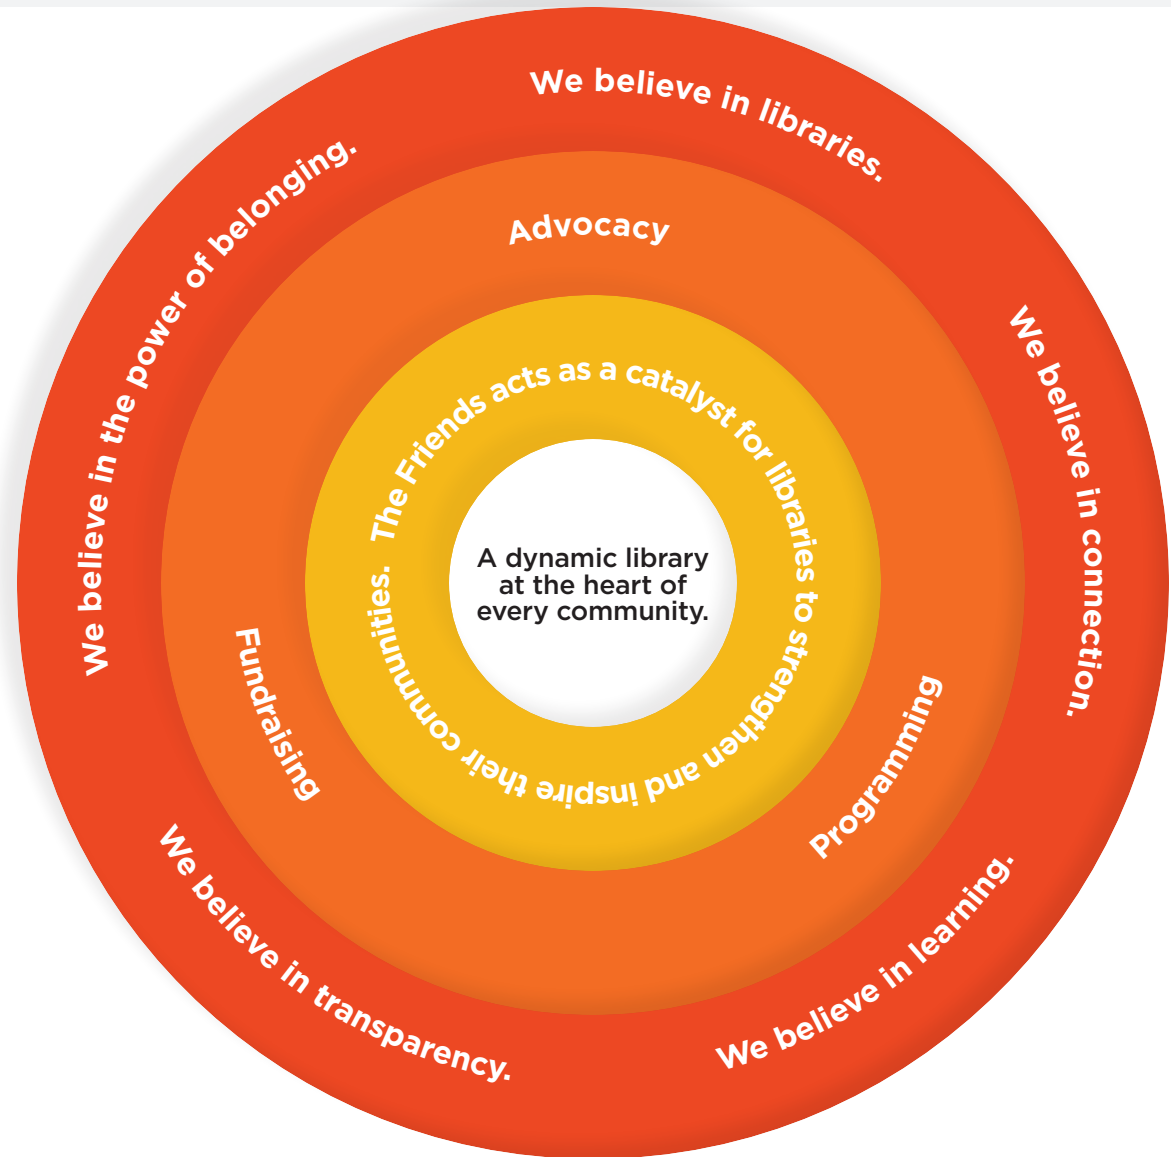 We believe in libraries.
We believe in connection.
We believe in learning.
We believe in transparency.
We believe in the power of belonging.
Advocacy
Programming
Fundraising
The Friends acts as a catalyst for libraries to strengthen and inspire their communities.
A dynamic library
at the heart of
every community.